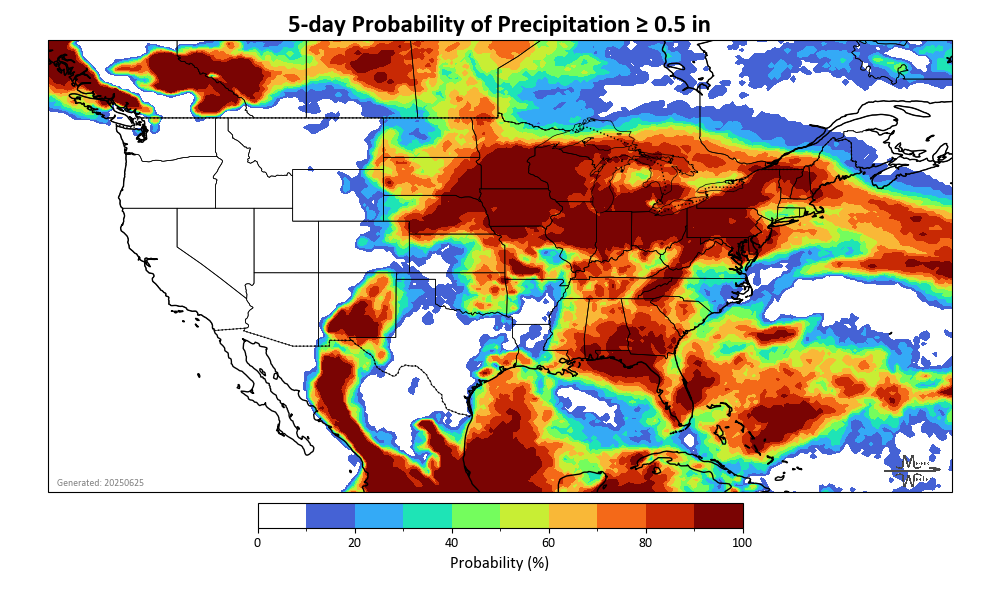 5-day Probability of Precipitation ≥ 0.5 in
Generated: 20250625
0 20 40 60 80 100
Probability (%)